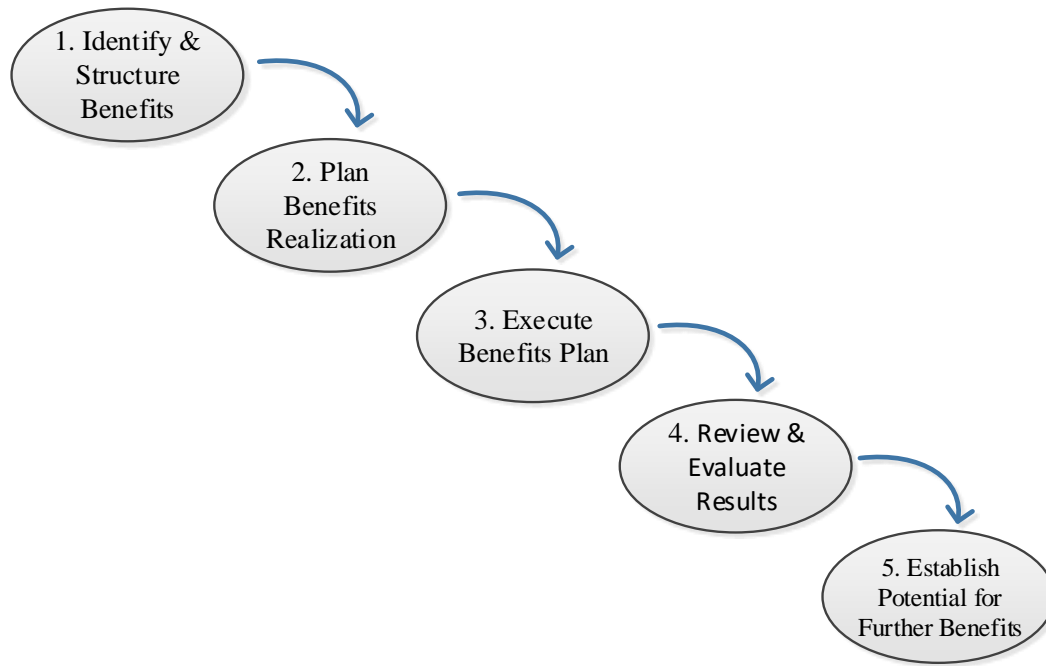 1. Identify &
Structure
Benefits
2. Plan
Benefits
Realization
3. Execute
Benefits Plan
4. Review &
Evaluate
Results
5. Establish
Potential for
Further Benefits